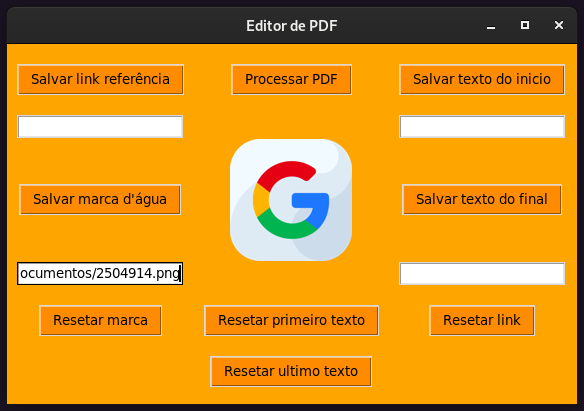 Editor de PDF
Salvar link referência
Processar PDF
Salvar texto do inicio
Salvar marca d'água
Salvar texto do final
ocumentos/2504914.png
Resetar marca
Resetar primeiro texto
Resetar link
Resetar ultimo texto